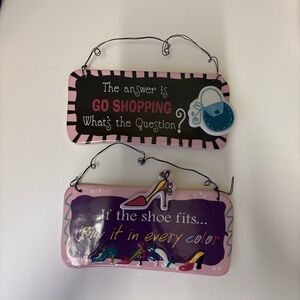 The answer is
GO SHOPPING
What's the Question?
If the shoe fits...
Buy it in every color